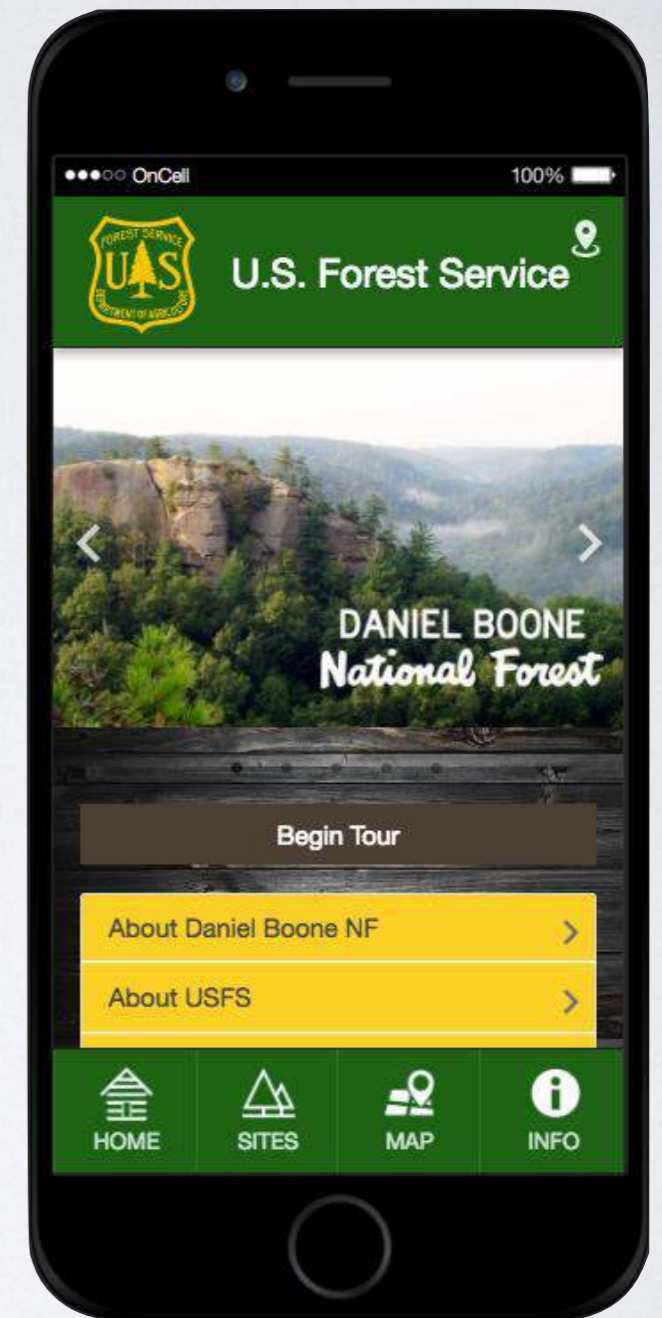 OnCell 100%
FOREST SERVICE
UAS
DEPARTMENT OF AGRICULTURE
U.S. Forest Service
DANIEL BOONE
National Forest
Begin Tour
About Daniel Boone NF
About USFS
HOME SITES MAP INFO